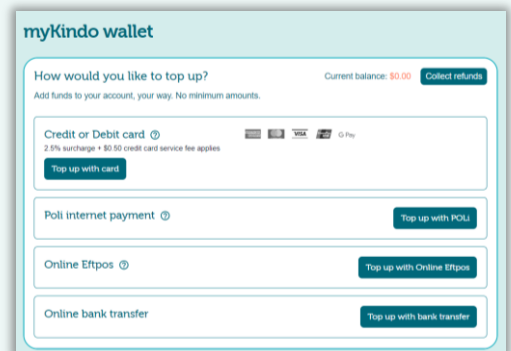 myKindo wallet
How would you like to top up?
Current balance: $0.00
Collect refunds
Add funds to your account, your way. No minimum amounts.
Credit or Debit card
2.5% surcharge + $0.50 credit card service fee applies
VISA
G Pay
Top up with card
Poli internet payment
Top up with POLi
Online Eftpos
Top up with Online Eftpos
Online bank transfer
Top up with bank transfer